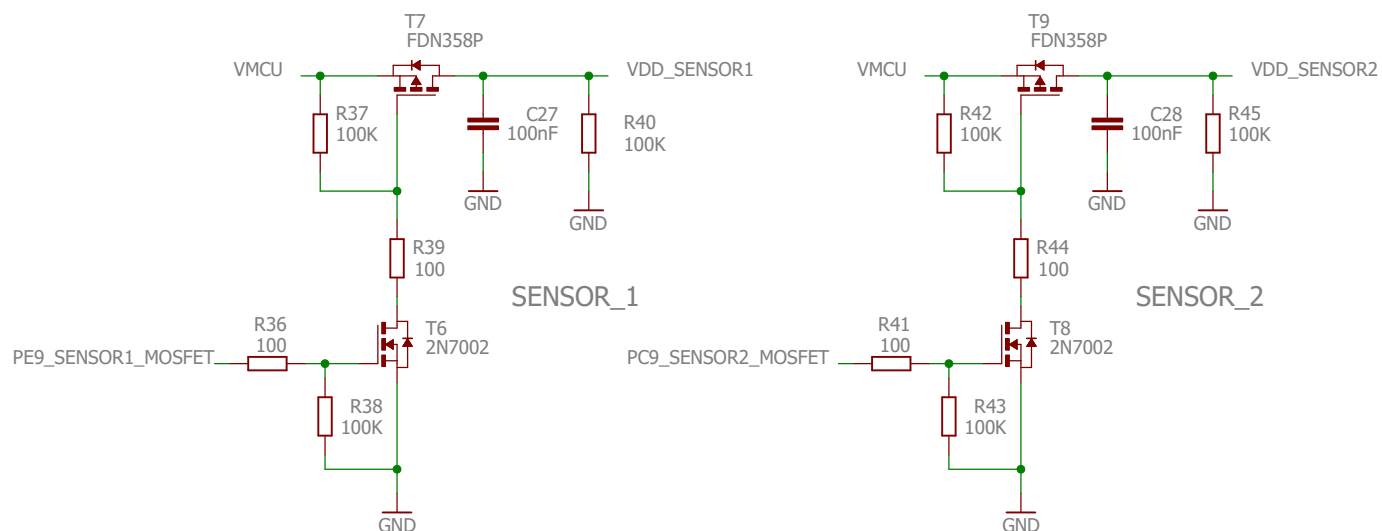 T7
FDN358P
VMCU
VDD_SENSOR1
R37
100K
C27
100nF
R40
100K
GND
GND
R39
100
SENSOR_1
R36
100
T6
2N7002
PE9_SENSOR1_MOSFET
R38
100K
GND
T9
FDN358P
VMCU
VDD_SENSOR2
R42
100K
C28
100nF
R45
100K
GND
GND
R44
100
SENSOR_2
R41
100
T8
2N7002
PC9_SENSOR2_MOSFET
R43
100K
GND